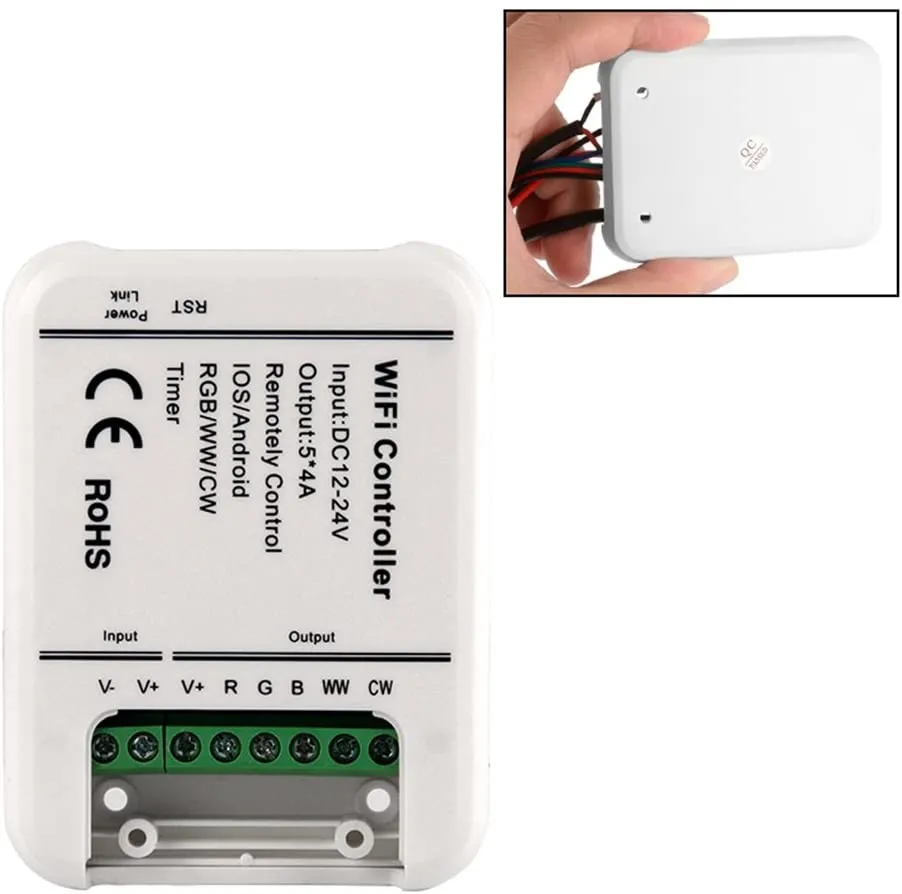 QC
PASSED
Power
Link
RST
WiFi Controller
Input:DC12-24V
Output:5*4A
Remotely Control
IOS/Android
RGB/WW/CW
Timer
CE RoHS
Input
Output
V- V+ V+ R G B WW CW